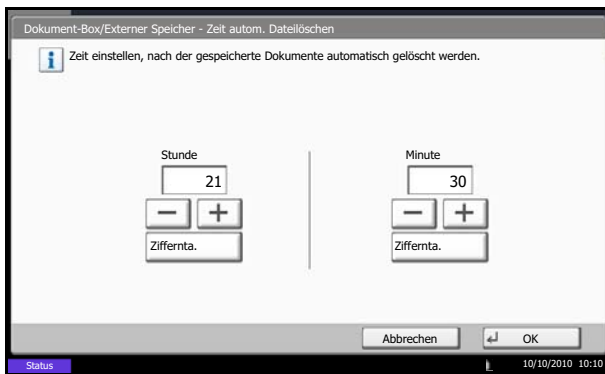 Dokument-Box/Externer Speicher - Zeit autom. Dateilöschen
Zeit einstellen, nach der gespeicherte Dokumente automatisch gelöscht werden.
Stunde
Minute
21
30
Ziffernta.
Ziffernta.
Abbrechen
OK
Status
10/10/2010 10:10